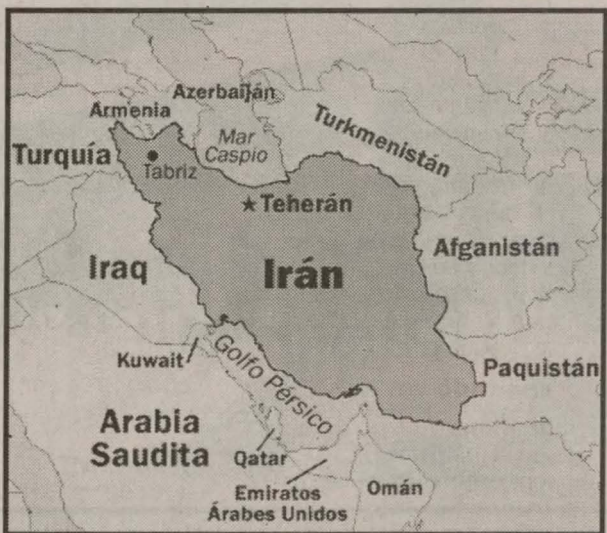 Azerbaiján
Armenia
Mar
Caspio
Turkmenistán
Turquía
Tabriz
Teherán
Iraq
Irán
Afganistán
Kuwait
Golfo Pérsico
Paquistán
Arabia
Saudita
Qatar
Emiratos
Árabes Unidos
Omán